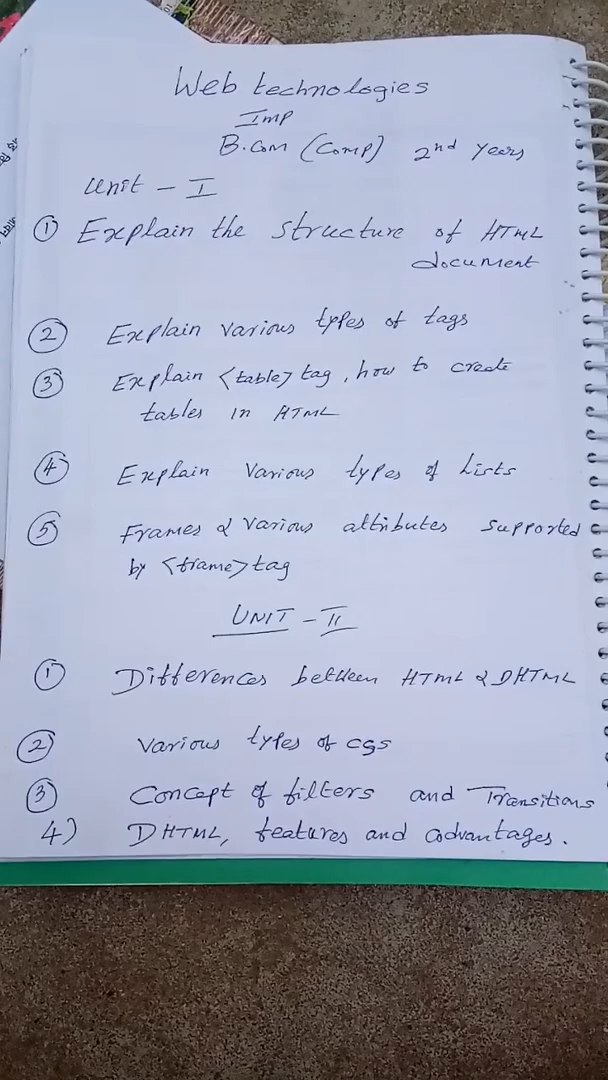 Web technologies
Imp
B.com (Comp) 2nd years
Unit - I
① Explain the structure of HTML
document
② Explain various types of tags
③ Explain <table> tag, how to create
tables in HTML
④ Explain various types of Lists
⑤ Frames & various attributes supported
by <frame> tag
UNIT - II
① Differences between HTML & DHTML
② Various types of css
③ Concept of filters and Transitions
4) DHTML, features and advantages.